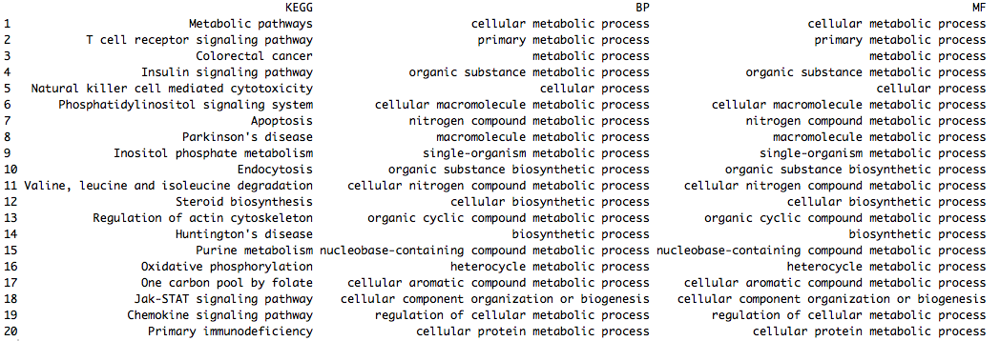 KEGG BP MF
1 Metabolic pathways cellular metabolic process cellular metabolic process
2 T cell receptor signaling pathway primary metabolic process primary metabolic process
3 Colorectal cancer metabolic process metabolic process
4 Insulin signaling pathway organic substance metabolic process organic substance metabolic process
5 Natural killer cell mediated cytotoxicity cellular process cellular process
6 Phosphatidylinositol signaling system cellular macromolecule metabolic process cellular macromolecule metabolic process
7 Apoptosis nitrogen compound metabolic process nitrogen compound metabolic process
8 Parkinson's disease macromolecule metabolic process macromolecule metabolic process
9 Inositol phosphate metabolism single-organism metabolic process single-organism metabolic process
10 Endocytosis organic substance biosynthetic process organic substance biosynthetic process
11 Valine, leucine and isoleucine degradation cellular nitrogen compound metabolic process cellular nitrogen compound metabolic process
12 Steroid biosynthesis cellular biosynthetic process cellular biosynthetic process
13 Regulation of actin cytoskeleton organic cyclic compound metabolic process organic cyclic compound metabolic process
14 Huntington's disease biosynthetic process biosynthetic process
15 Purine metabolism nucleobase-containing compound metabolic process nucleobase-containing compound metabolic process
16 Oxidative phosphorylation heterocycle metabolic process heterocycle metabolic process
17 One carbon pool by folate cellular aromatic compound metabolic process cellular aromatic compound metabolic process
18 Jak-STAT signaling pathway cellular component organization or biogenesis cellular component organization or biogenesis
19 Chemokine signaling pathway regulation of cellular metabolic process regulation of cellular metabolic process
20 Primary immunodeficiency cellular protein metabolic process cellular protein metabolic process